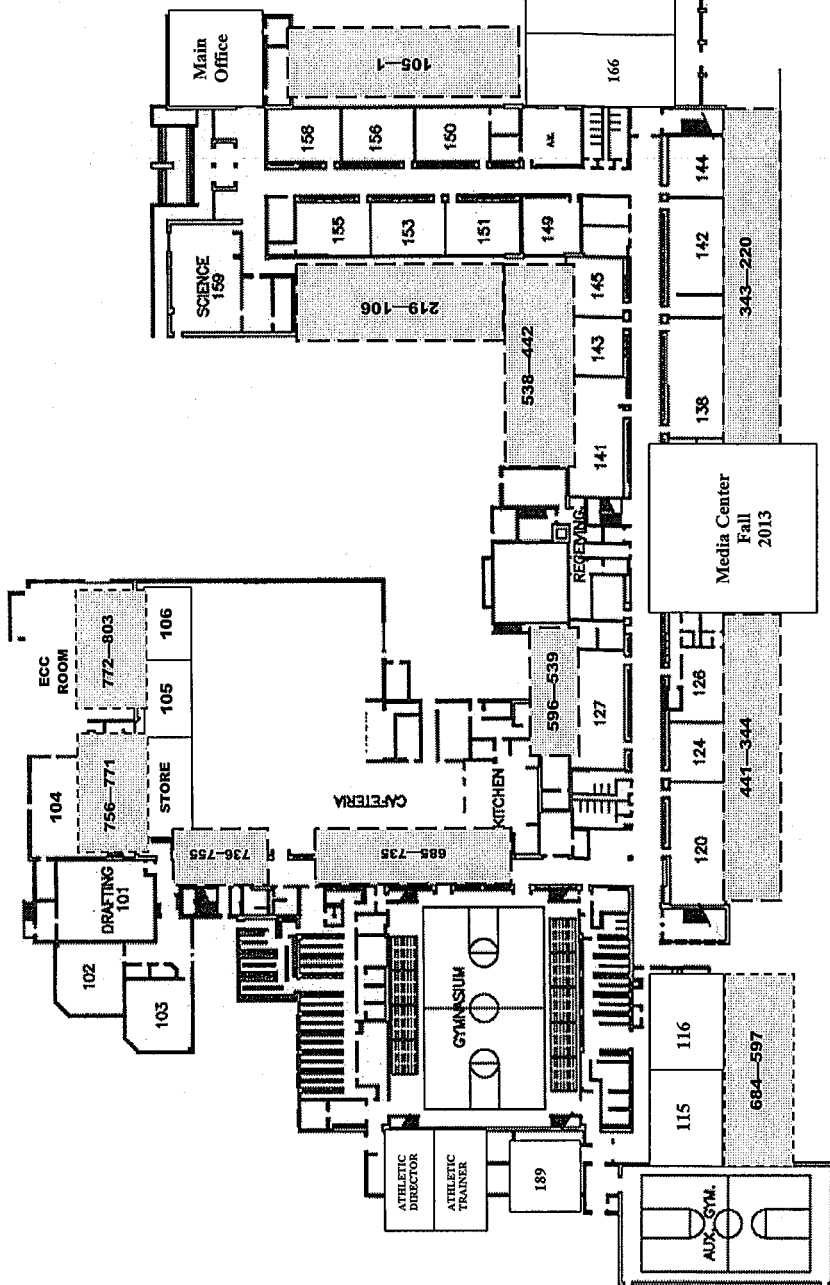 Main
Office
105—1
166
158
156
150
AV.
144
155
153
151
149
142
SCIENCE
159
219—106
145
343—220
538—442
143
138
141
RECEIVING
Media Center
Fall
2013
ECC
ROOM
772—803
106
105
596—539
127
126
124
441—344
104
756—771
STORE
CAFETERIA
KITCHEN
120
736—755
685—735
DRAFTING
101
102
103
GYMNASIUM
116
115
684—597
ATHLETIC
DIRECTOR
ATHLETIC
TRAINER
189
AUX. GYM.